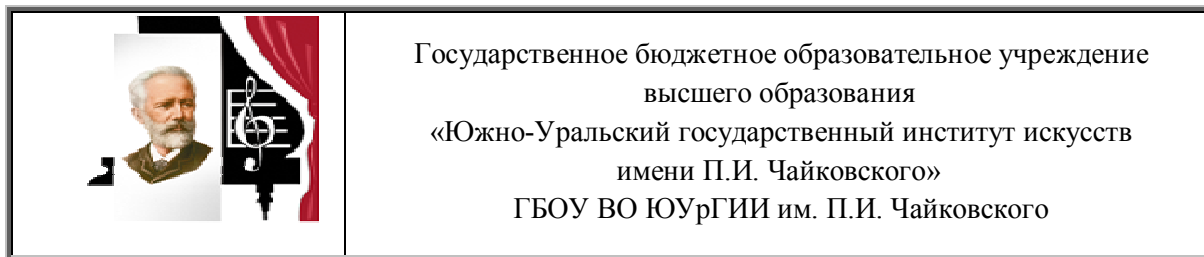 Государственное бюджетное образовательное учреждение
высшего образования
«Южно-Уральский государственный институт искусств
имени П.И. Чайковского»
ГБОУ ВО ЮУрГИИ им. П.И. Чайковского